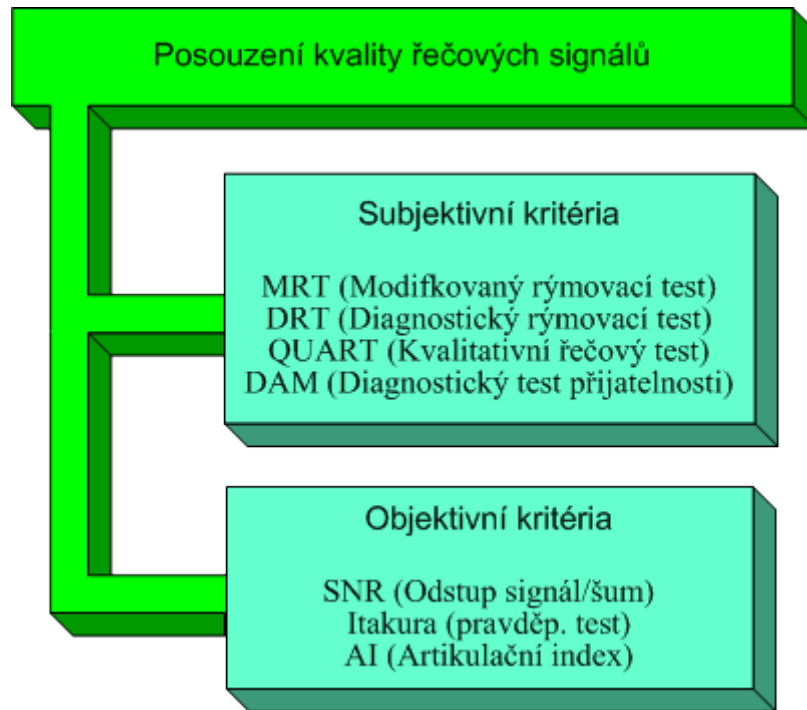 Posouzení kvality řečových signálů
Subjektivní kritéria
MRT (Modifkovaný rýmovací test)
DRT (Diagnostický rýmovací test)
QUART (Kvalitativní řečový test)
DAM (Diagnostický test přijatelnosti)
Objektivní kritéria
SNR (Odstup signál/šum)
Itakura (pravděp. test)
AI (Artikulační index)